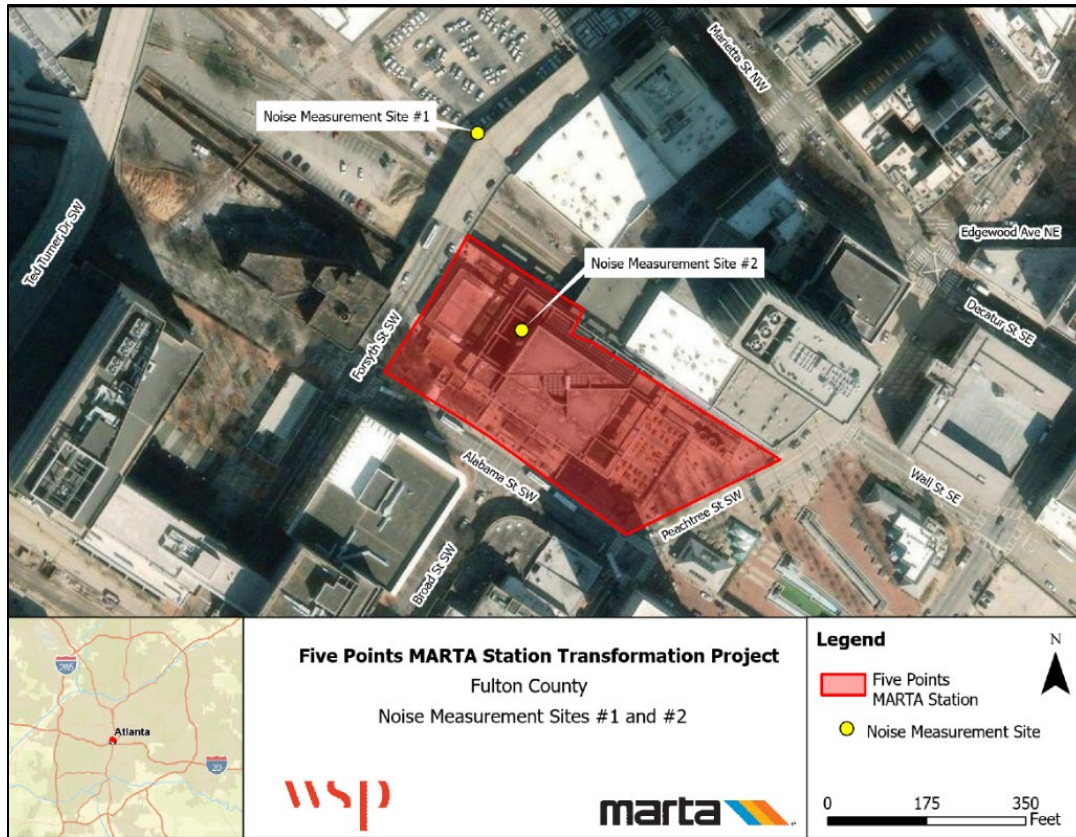 Marietta St NW
Noise Measurement Site #1
Ted Turner Dr SW
Edgewood Ave NE
Noise Measurement Site #2
Decatur St SE
Forsyth St SW
Alabama St SW
Wall St SE
Peachtree St SW
Broad St SW
285
Atlanta
20
Five Points MARTA Station Transformation Project
Fulton County
Noise Measurement Sites #1 and #2
wsp
marta
Legend
N
Five Points
MARTA Station
Noise Measurement Site
0 175 350
Feet